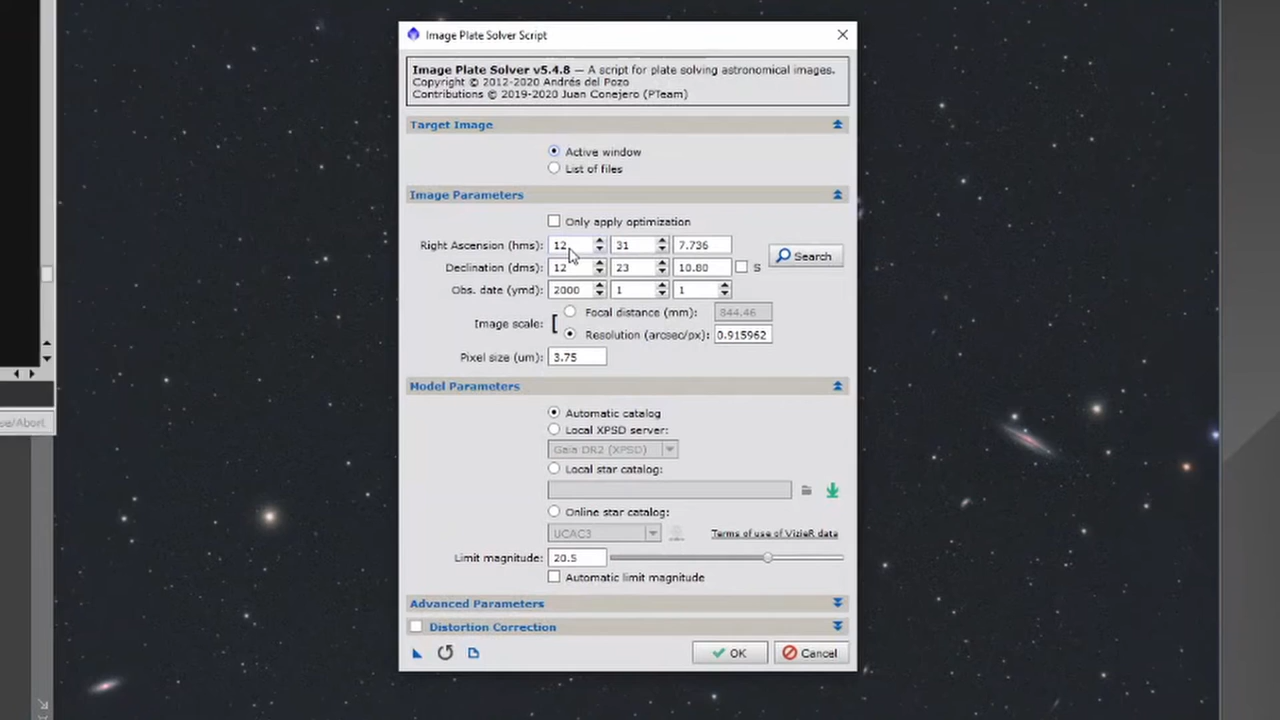 Image Plate Solver Script
Image Plate Solver v5.4.8 — A script for plate solving astronomical images.
Copyright © 2012-2020 Andrés del Pozo
Contributions © 2019-2020 Juan Conejero (PTeam)
Target Image
Active window
List of files
Image Parameters
Only apply optimization
Right Ascension (hms): 12 31 7.736
Search
Declination (dms): 12 23 10.80 S
Obs. date (ymd): 2000 1 1
Focal distance (mm): 844.46
Image scale: [
Resolution (arcsec/px): 0.915962
Pixel size (um): 3.75
Model Parameters
Automatic catalog
Local XPSD server:
Gaia DR2 (XPSD)
Local star catalog:
Online star catalog:
UCAC3 Terms of use of VizieR data
Limit magnitude: 20.5
Automatic limit magnitude
Advanced Parameters
Distortion Correction
OK Cancel
se/Abort